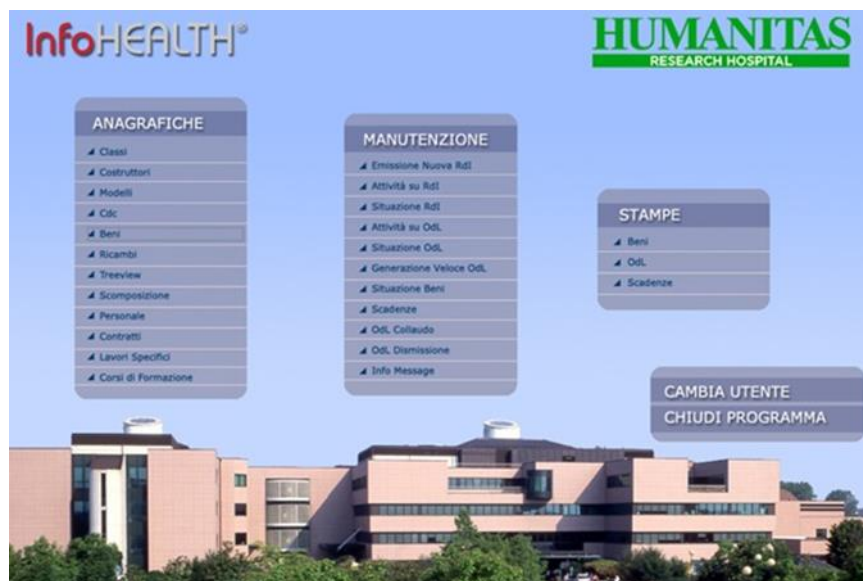 InfoHEALTH®
HUMANITAS
RESEARCH HOSPITAL
ANAGRAFICHE
Classi
Costruttori
Modelli
Cdc
Beni
Ricambi
Treeview
Scomposizione
Personale
Contratti
Lavori Specifici
Corsi di Formazione
MANUTENZIONE
Emissione Nuova RdI
Attività su RdI
Situazione RdI
Attività su OdL
Situazione OdL
Generazione Veloce OdL
Situazione Beni
Scadenze
OdL Collaudo
OdL Dismissione
Info Message
STAMPE
Beni
OdL
Scadenze
CAMBIA UTENTE
CHIUDI PROGRAMMA